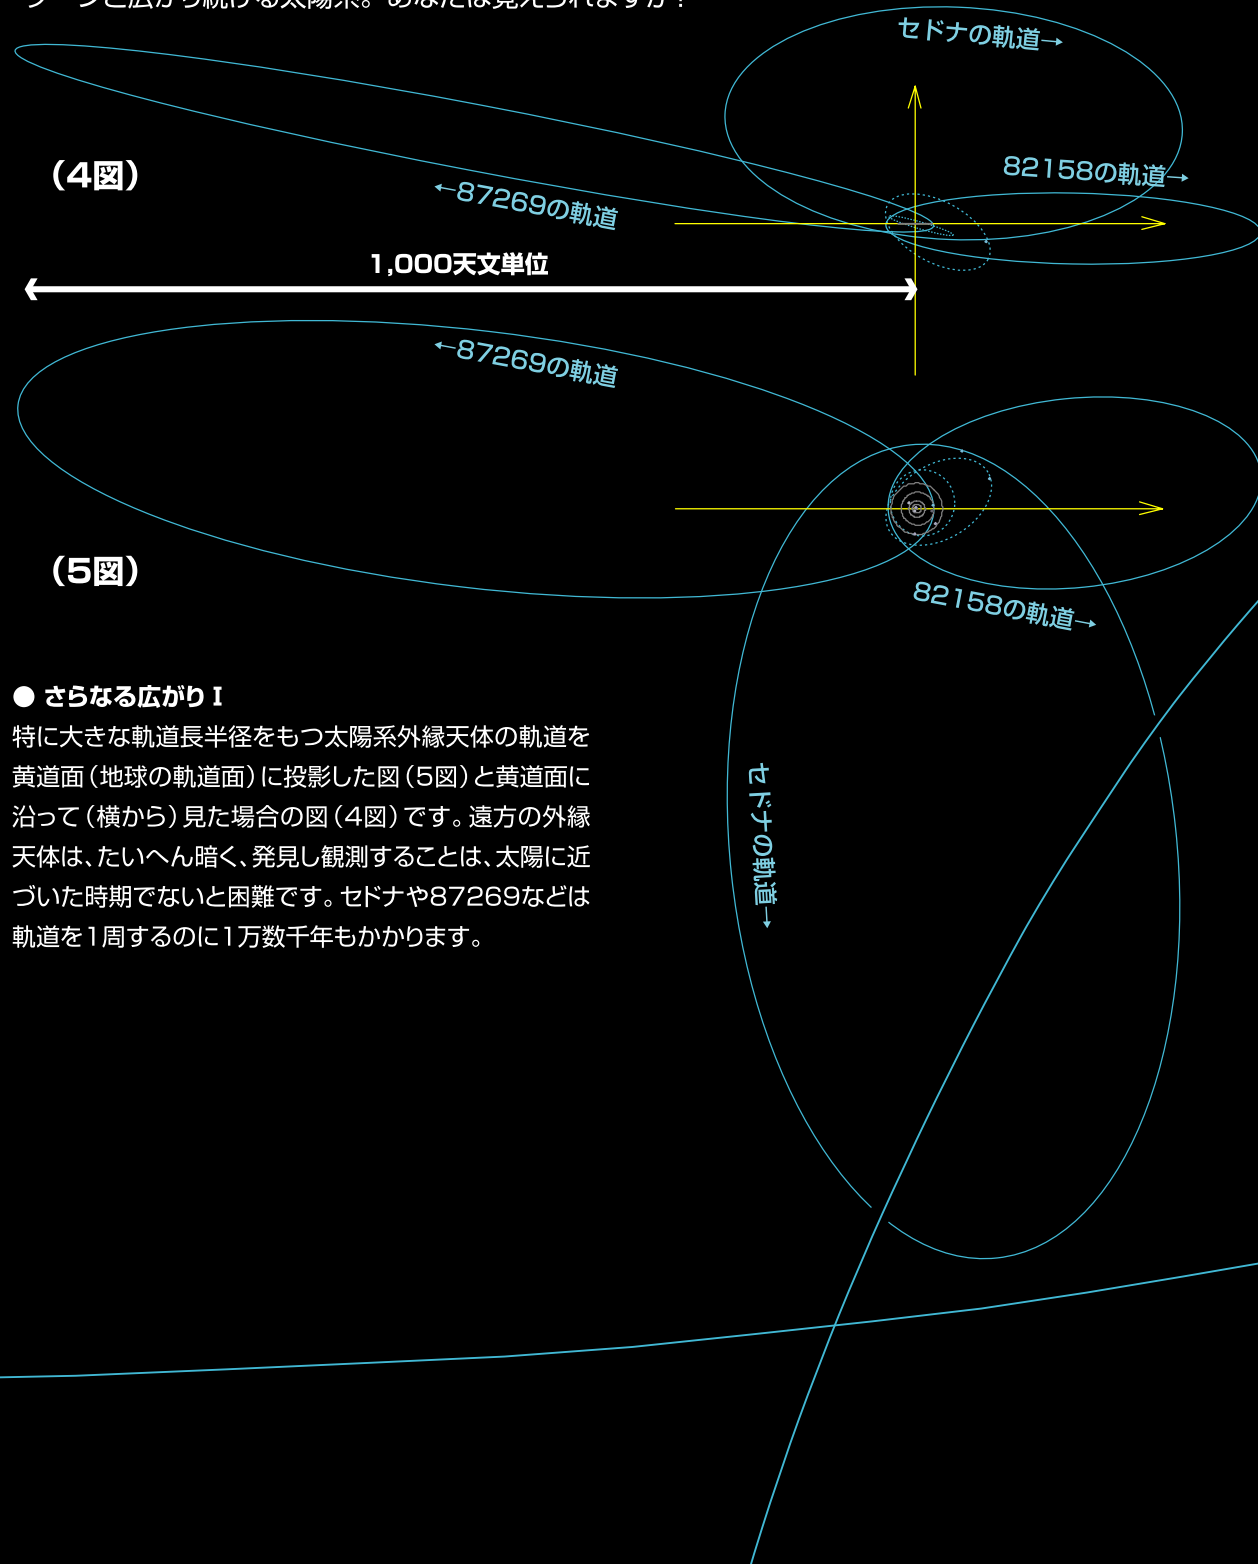 セドナの軌道→
（4図）
82158の軌道→
←87269の軌道
1,000天文単位
←87269の軌道
（5図）
82158の軌道→
● さらなる広がり I
特に大きな軌道長半径をもつ太陽系外縁天体の軌道を
黄道面（地球の軌道面）に投影した図（5図）と黄道面に
沿って（横から）見た場合の図（4図）です。遠方の外縁
天体は、たいへん暗く、発見し観測することは、太陽に近
づいた時期でないと困難です。セドナや87269などは
軌道を1周するのに1万数千年もかかります。
セドナの軌道→